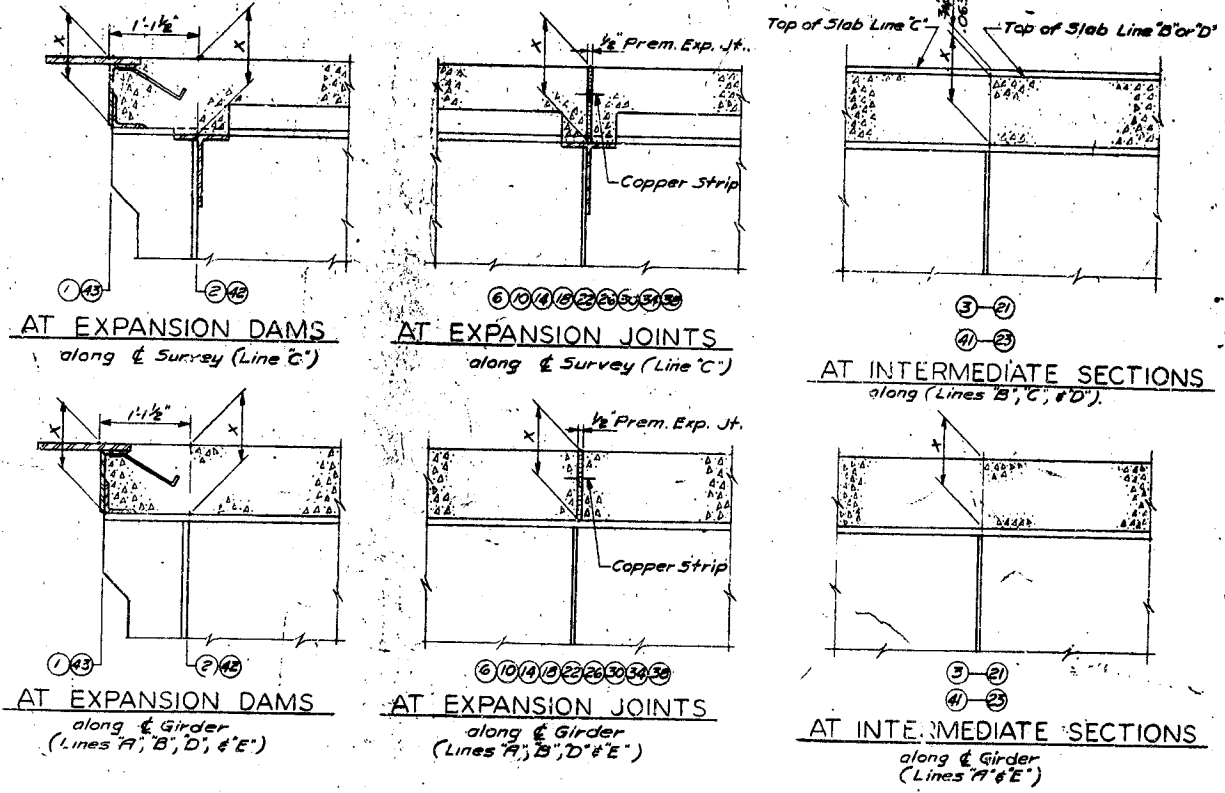 1'-1½"
X
X
① ㊸
② ㊷
AT EXPANSION DAMS
along ℄ Survey (Line "C")
½" Prem. Exp. Jt.
X
Copper Strip
⑥ ⑩ ⑭ ⑱ ㉒ ㉖ ㉚ ㉞ ㊳
AT EXPANSION JOINTS
along ℄ Survey (Line "C")
Top of Slab Line "C"
.063
Top of Slab Line "B" or "D"
X
③—㉑
㊶—㉓
AT INTERMEDIATE SECTIONS
along (Lines "B", "C", & "D").
1'-1½"
X
X
① ㊸
② ㊷
AT EXPANSION DAMS
along ℄ Girder
(Lines "A", "B", "D", & "E")
½" Prem. Exp. Jt.
X
Copper Strip
⑥ ⑩ ⑭ ⑱ ㉒ ㉖ ㉚ ㉞ ㊳
AT EXPANSION JOINTS
along ℄ Girder
(Lines "A", "B", "D" & "E")
X
③—㉑
㊶—㉓
AT INTERMEDIATE SECTIONS
along ℄ Girder
(Lines "A" & "E")